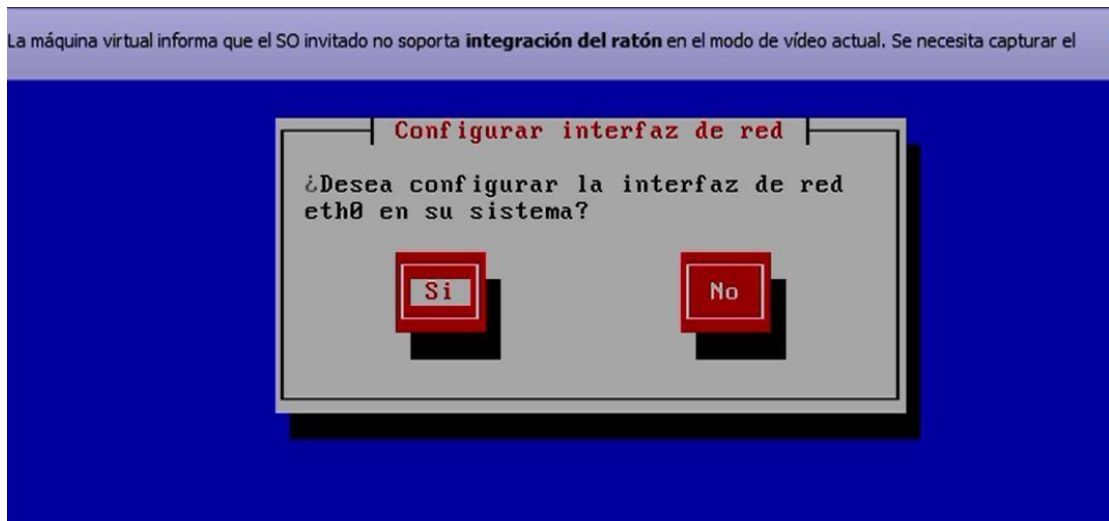 La máquina virtual informa que el SO invitado no soporta integración del ratón en el modo de vídeo actual. Se necesita capturar el
Configurar interfaz de red
¿Desea configurar la interfaz de red
eth0 en su sistema?
Si No